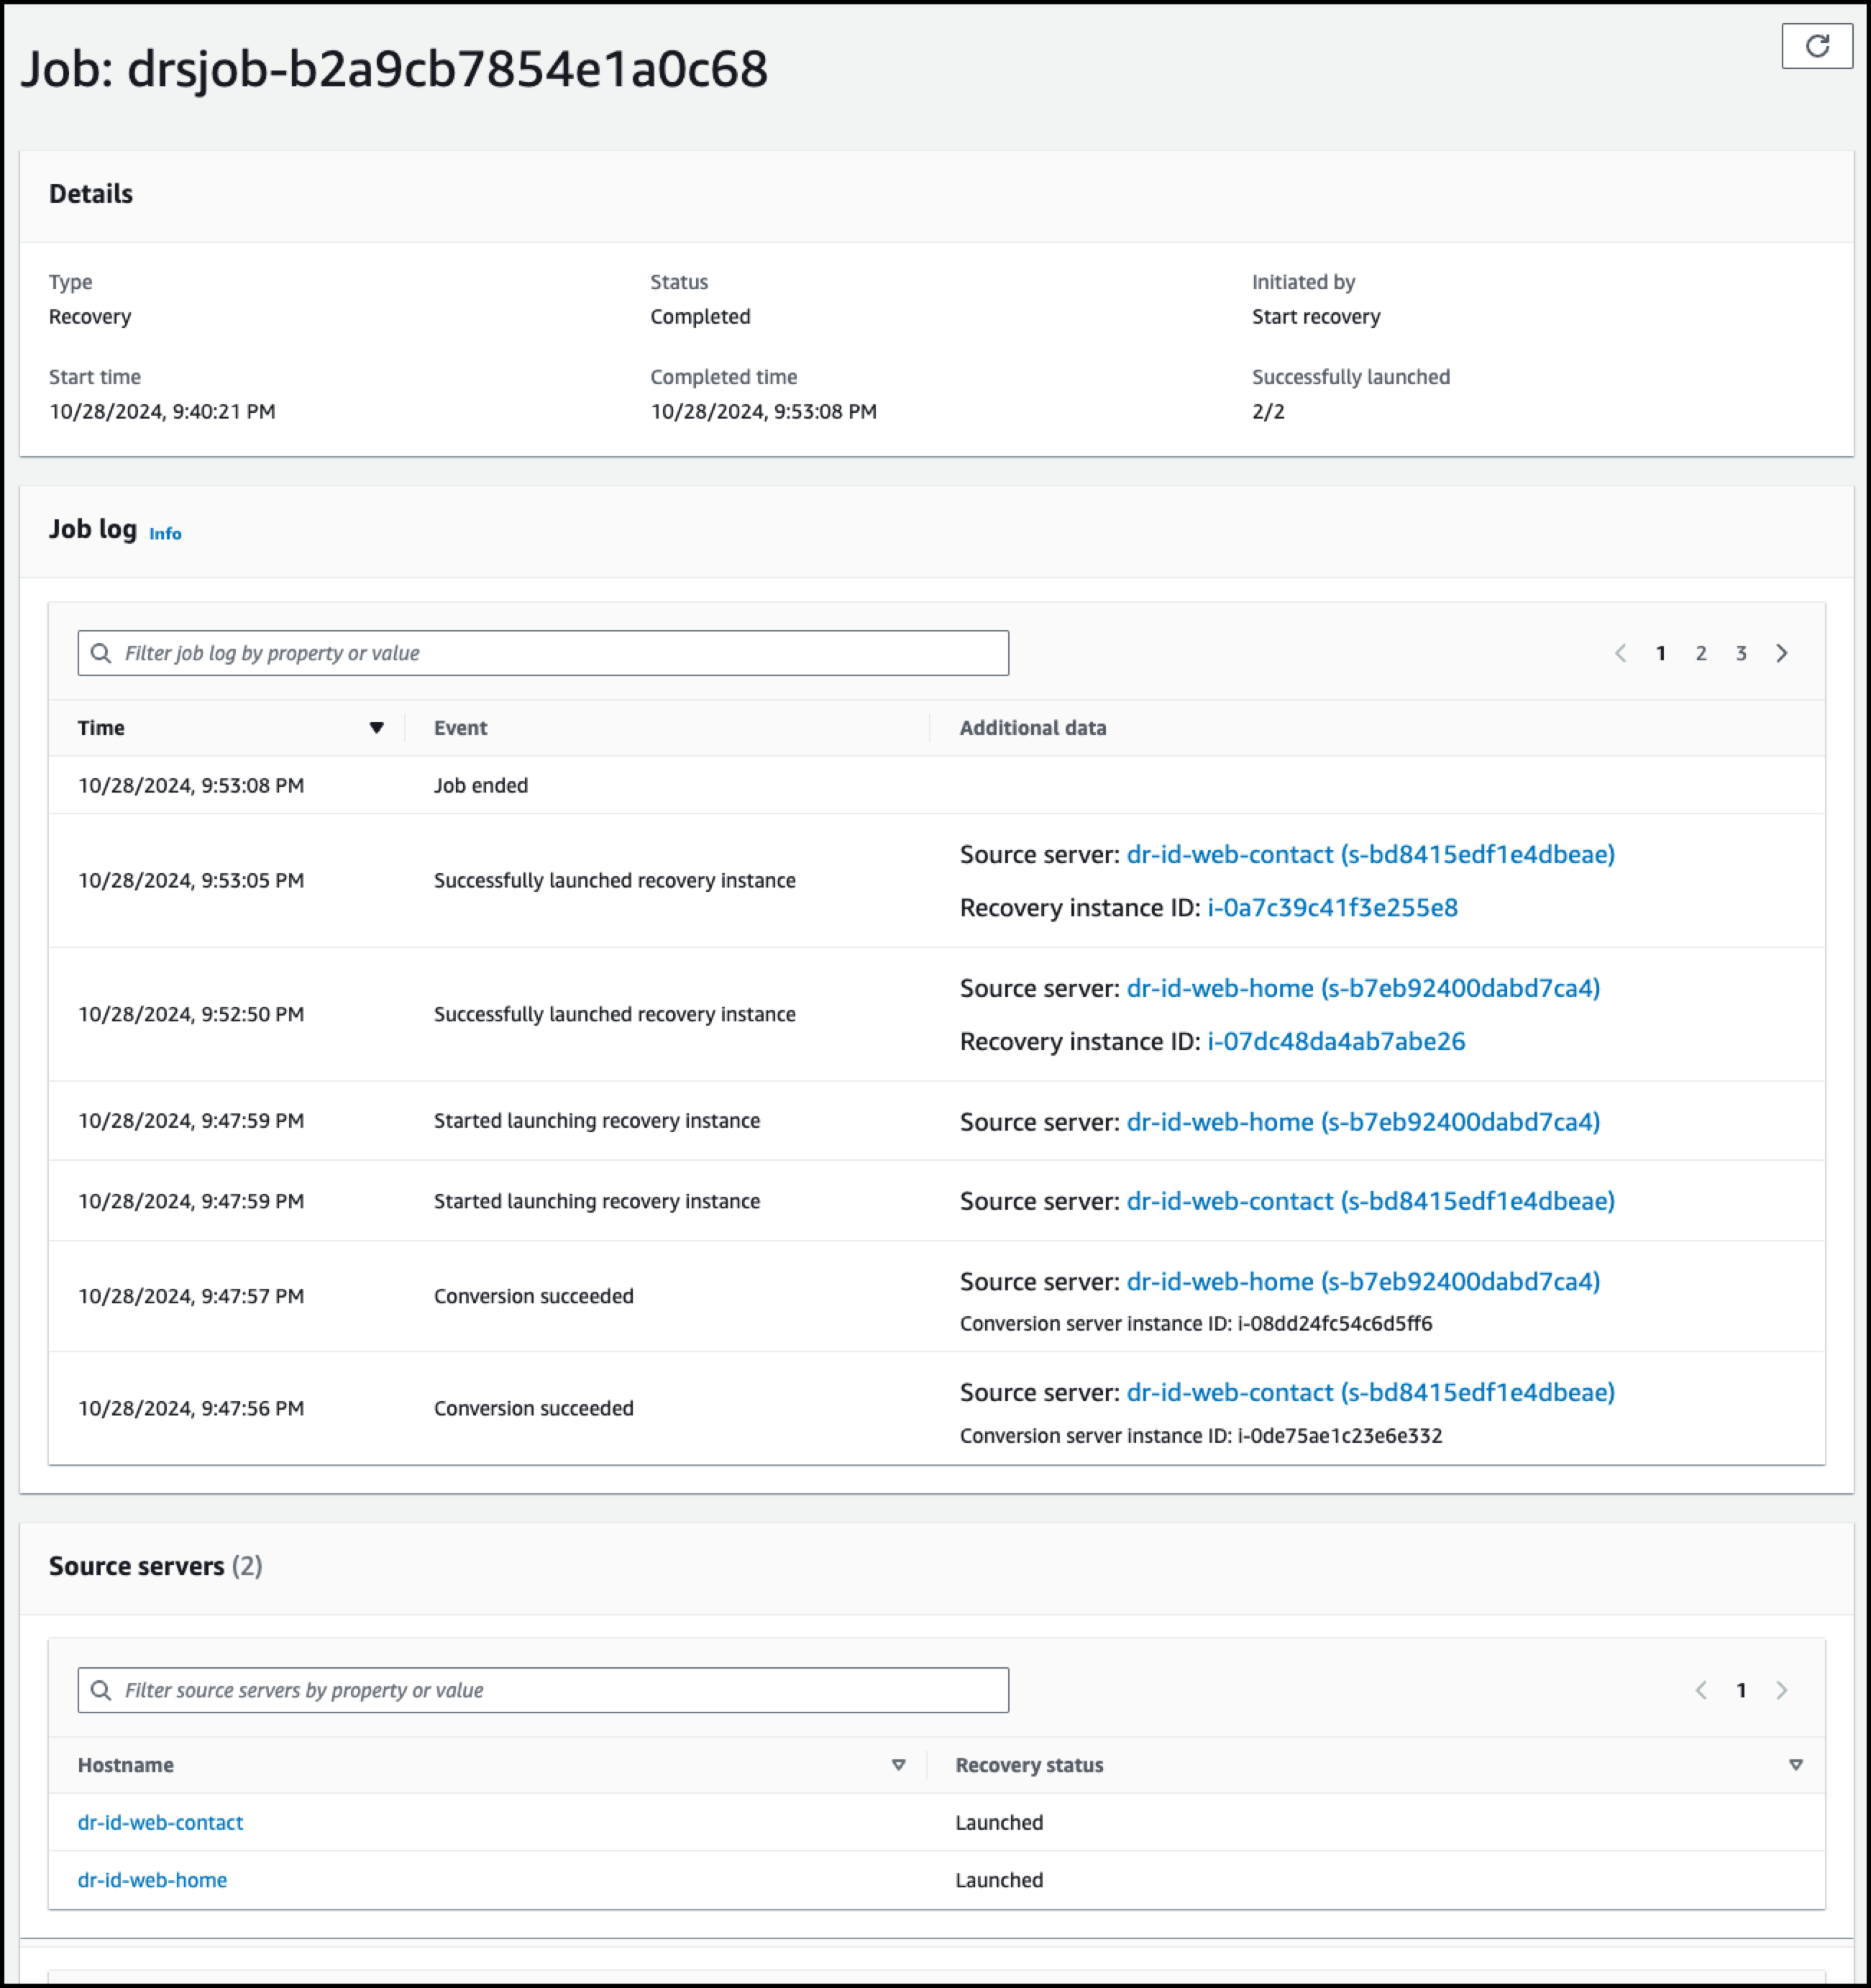 Job: drsjob-b2a9cb7854e1a0c68
Details
Type
Recovery
Status
Completed
Initiated by
Start recovery
Start time
10/28/2024, 9:40:21 PM
Completed time
10/28/2024, 9:53:08 PM
Successfully launched
2/2
Job log Info
Filter job log by property or value
1 2 3
Time Event Additional data
10/28/2024, 9:53:08 PM Job ended
10/28/2024, 9:53:05 PM Successfully launched recovery instance
Source server: dr-id-web-contact (s-bd8415edf1e4dbeae)
Recovery instance ID: i-0a7c39c41f3e255e8
10/28/2024, 9:52:50 PM Successfully launched recovery instance
Source server: dr-id-web-home (s-b7eb92400dabd7ca4)
Recovery instance ID: i-07dc48da4ab7abe26
10/28/2024, 9:47:59 PM Started launching recovery instance Source server: dr-id-web-home (s-b7eb92400dabd7ca4)
10/28/2024, 9:47:59 PM Started launching recovery instance Source server: dr-id-web-contact (s-bd8415edf1e4dbeae)
10/28/2024, 9:47:57 PM Conversion succeeded
Source server: dr-id-web-home (s-b7eb92400dabd7ca4)
Conversion server instance ID: i-08dd24fc54c6d5ff6
10/28/2024, 9:47:56 PM Conversion succeeded
Source server: dr-id-web-contact (s-bd8415edf1e4dbeae)
Conversion server instance ID: i-0de75ae1c23e6e332
Source servers (2)
Filter source servers by property or value
1
Hostname Recovery status
dr-id-web-contact Launched
dr-id-web-home Launched